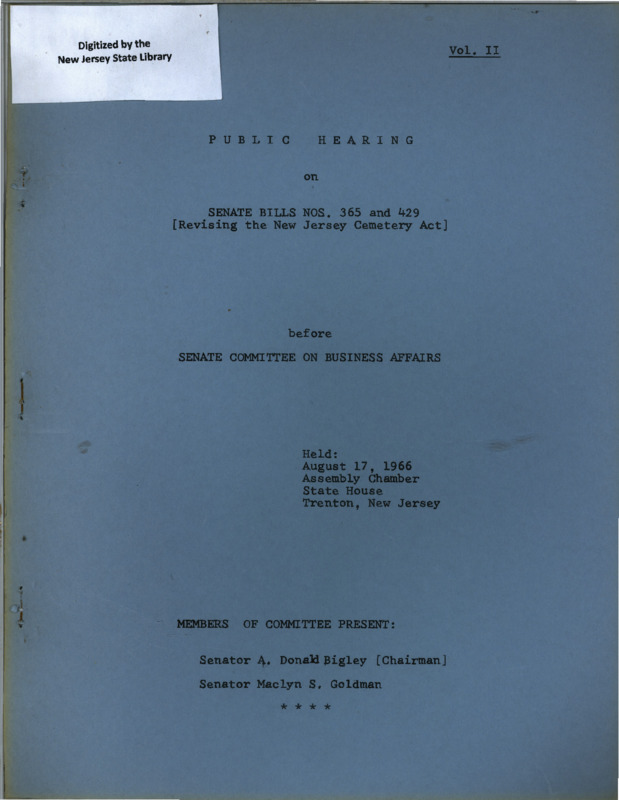 Digitized by the
New Jersey State Library
Vol. II
PUBLIC HEARING
on
SENATE BILLS NOS. 365 and 429
[Revising the New Jersey Cemetery Act]
before
SENATE COMMITTEE ON BUSINESS AFFAIRS
Held:
August 17, 1966
Assembly Chamber
State House
Trenton, New Jersey
MEMBERS OF COMMITTEE PRESENT:
Senator A. Donald Bigley [Chairman]
Senator Maclyn S. Goldman
* * * *